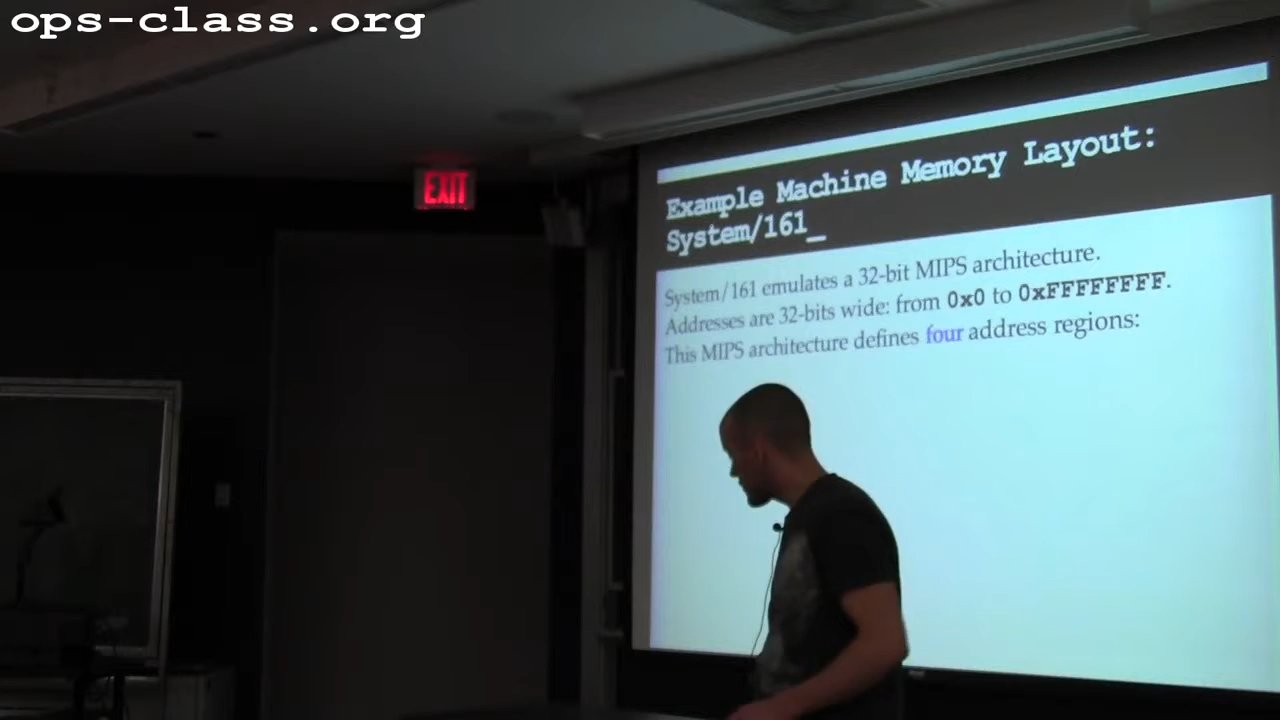 ops-class.org
EXIT
Example Machine Memory Layout:
System/161_
System/161 emulates a 32-bit MIPS architecture.
Addresses are 32-bits wide: from 0x0 to 0xFFFFFFFF.
This MIPS architecture defines four address regions: